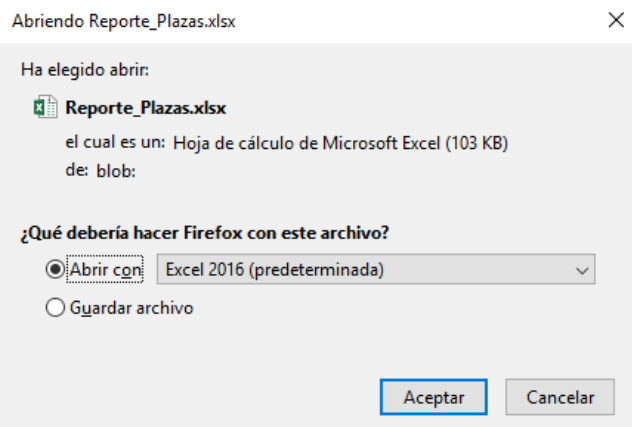 Abriendo Reporte_Plazas.xlsx
Ha elegido abrir:
Reporte_Plazas.xlsx
el cual es un: Hoja de cálculo de Microsoft Excel (103 KB)
de: blob:
¿Qué debería hacer Firefox con este archivo?
Abrir con Excel 2016 (predeterminada)
Guardar archivo
Aceptar Cancelar